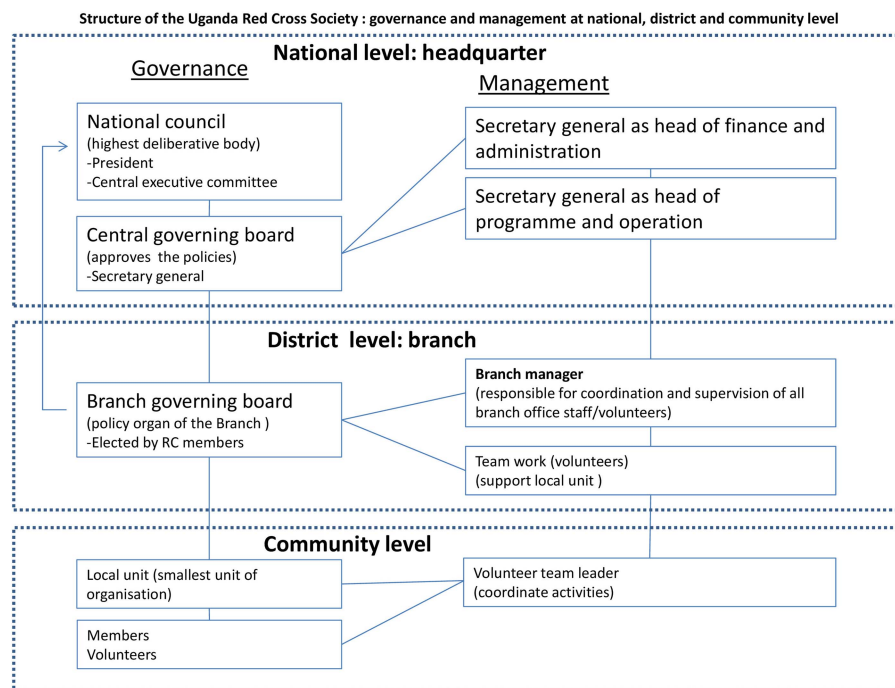 Structure of the Uganda Red Cross Society : governance and management at national, district and community level
National level: headquarter
Governance
Management
National council
(highest deliberative body)
-President
-Central executive committee
Central governing board
(approves the policies)
-Secretary general
Secretary general as head of finance and
administration
Secretary general as head of
programme and operation
District level: branch
Branch governing board
(policy organ of the Branch )
-Elected by RC members
Branch manager
(responsible for coordination and supervision of all
branch office staff/volunteers)
Team work (volunteers)
(support local unit )
Community level
Local unit (smallest unit of
organisation)
Members
Volunteers
Volunteer team leader
(coordinate activities)